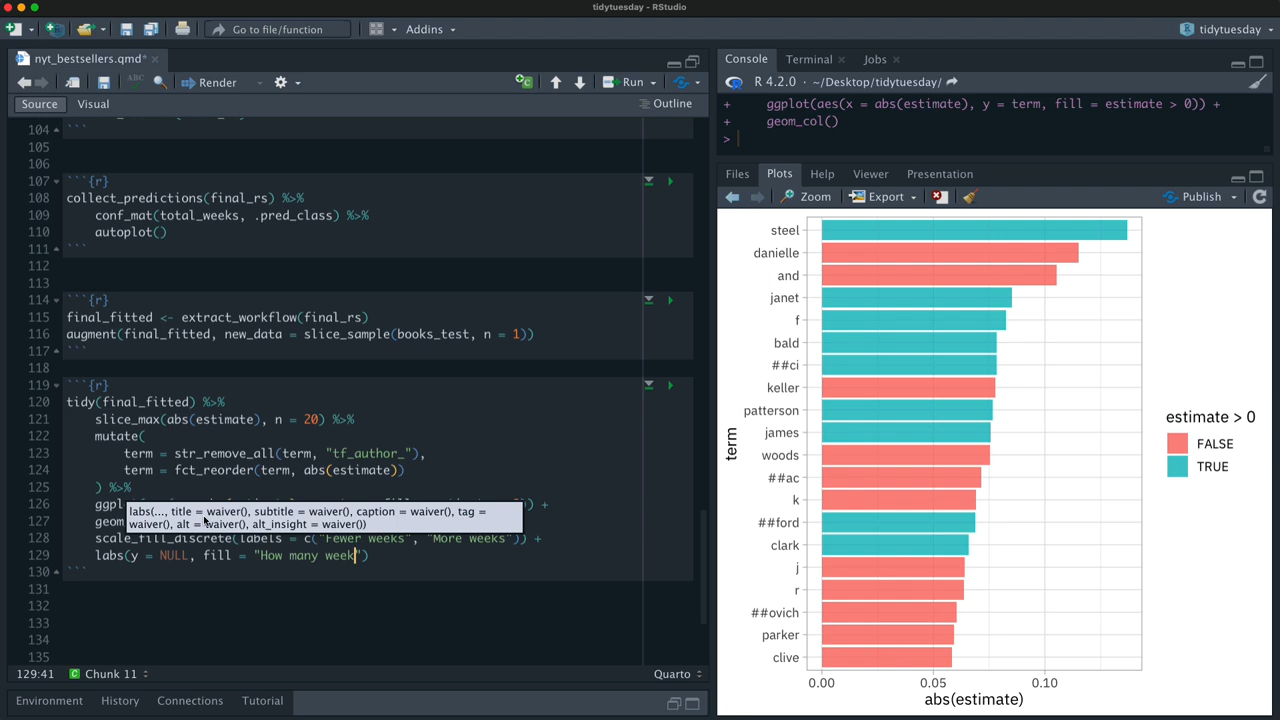 tidytuesday - RStudio
Go to file/function
Addins
tidytuesday
nyt_bestsellers.qmd*
Render
Run
Source
Visual
Outline
104 ```
105
106
107 ```{r}
108 collect_predictions(final_rs) %>%
109 conf_mat(total_weeks, .pred_class) %>%
110 autoplot()
111 ```
112
113
114 ```{r}
115 final_fitted <- extract_workflow(final_rs)
116 augment(final_fitted, new_data = slice_sample(books_test, n = 1))
117 ```
118
119 ```{r}
120 tidy(final_fitted) %>%
121 slice_max(abs(estimate), n = 20) %>%
122 mutate(
123 term = str_remove_all(term, "tf_author_"),
124 term = fct_reorder(term, abs(estimate))
125 ) %>%
126 ggpl ) +
labs(..., title = waiver(), subtitle = waiver(), caption = waiver(), tag =
waiver(), alt = waiver(), alt_insight = waiver())
127 geom
128 scale_fill_discrete(labels = c("Fewer weeks", "More weeks")) +
129 labs(y = NULL, fill = "How many week")
130 ```
131
132
133
134
135
129:41 Chunk 11 Quarto
Environment History Connections Tutorial
Console Terminal Jobs
R 4.2.0 · ~/Desktop/tidytuesday/
+ ggplot(aes(x = abs(estimate), y = term, fill = estimate > 0)) +
+ geom_col()
>
Files Plots Help Viewer Presentation
Zoom Export Publish
steel
danielle
and
janet
f
bald
##ci
keller
patterson
james
woods
##ac
k
##ford
clark
j
r
##ovich
parker
clive
term
0.00 0.05 0.10
abs(estimate)
estimate > 0
FALSE
TRUE